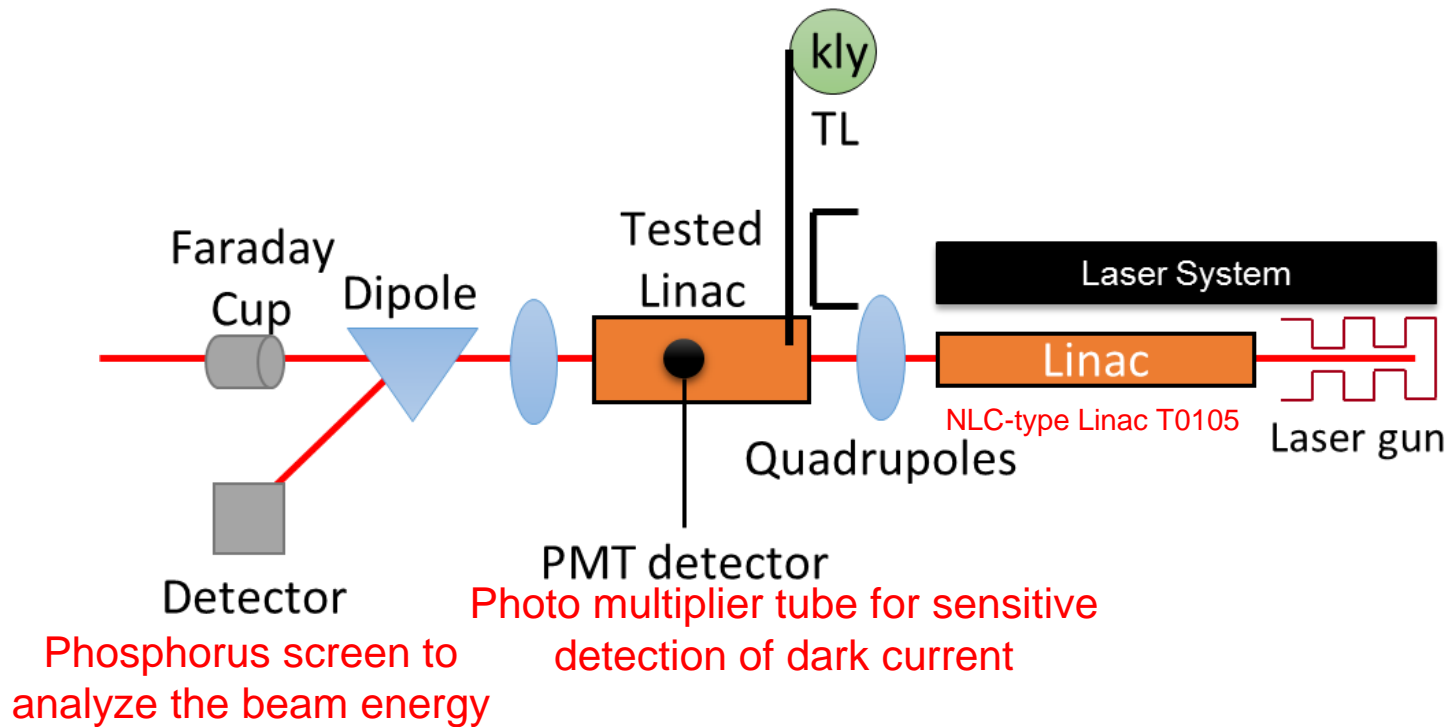 kly
TL
Faraday
Cup
Dipole
Tested
Linac
Laser System
Linac
NLC-type Linac T0105
Laser gun
Quadrupoles
PMT detector
Photo multiplier tube for sensitive
detection of dark current
Detector
Phosphorus screen to
analyze the beam energy